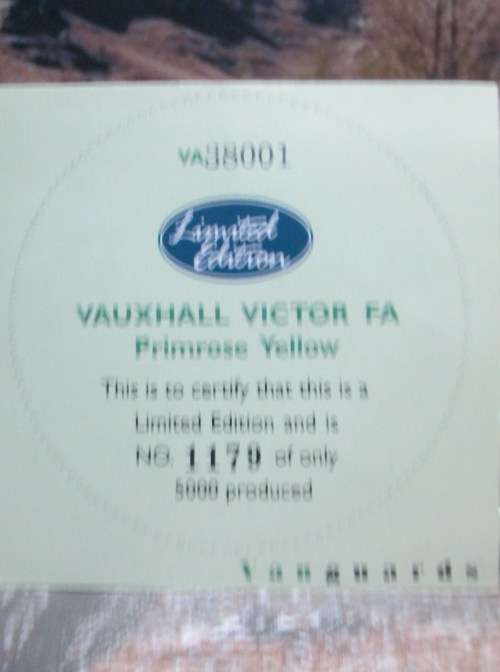 VA38001
Limited
Edition
VAUXHALL VICTOR FA
Primrose Yellow
This is to certify that this is a
Limited Edition and is
NO. 1179 of only
5000 produced
Vanguards